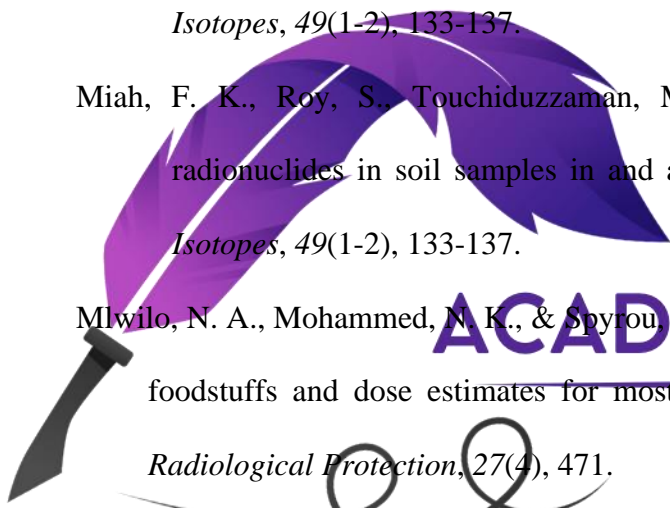 Isotopes, 49(1-2), 133-137.
Miah, F. K., Roy, S., Touchiduzzaman, M
radionuclides in soil samples in and a
Isotopes, 49(1-2), 133-137.
Mlwilo, N. A., Mohammed, N. K., & Spyrou,
ACAD
foodstuffs and dose estimates for most
Radiological Protection, 27(4), 471.